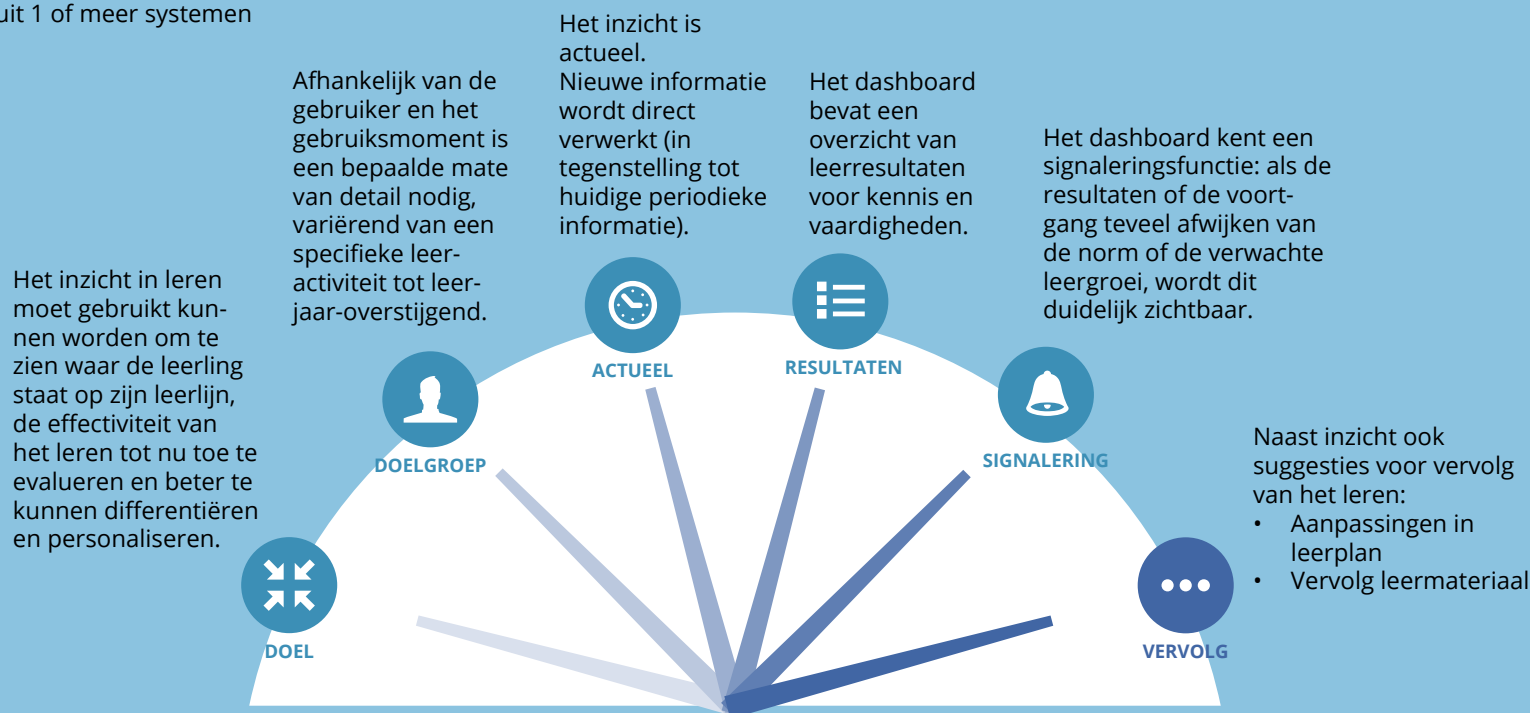 uit 1 of meer systemen
Het inzicht in leren
moet gebruikt kun-
nen worden om te
zien waar de leerling
staat op zijn leerlijn,
de effectiviteit van
het leren tot nu toe te
evalueren en beter te
kunnen differentiëren
en personaliseren.
DOEL
Afhankelijk van de
gebruiker en het
gebruiksmoment is
een bepaalde mate
van detail nodig,
variërend van een
specifieke leer-
activiteit tot leer-
jaar-overstijgend.
DOELGROEP
Het inzicht is
actueel.
Nieuwe informatie
wordt direct
verwerkt (in
tegenstelling tot
huidige periodieke
informatie).
ACTUEEL
Het dashboard
bevat een
overzicht van
leerresultaten
voor kennis en
vaardigheden.
RESULTATEN
Het dashboard kent een
signaleringsfunctie: als de
resultaten of de voort-
gang teveel afwijken van
de norm of de verwachte
leergroei, wordt dit
duidelijk zichtbaar.
SIGNALERING
Naast inzicht ook
suggesties voor vervolg
van het leren:
• Aanpassingen in
leerplan
• Vervolg leermateriaal
VERVOLG